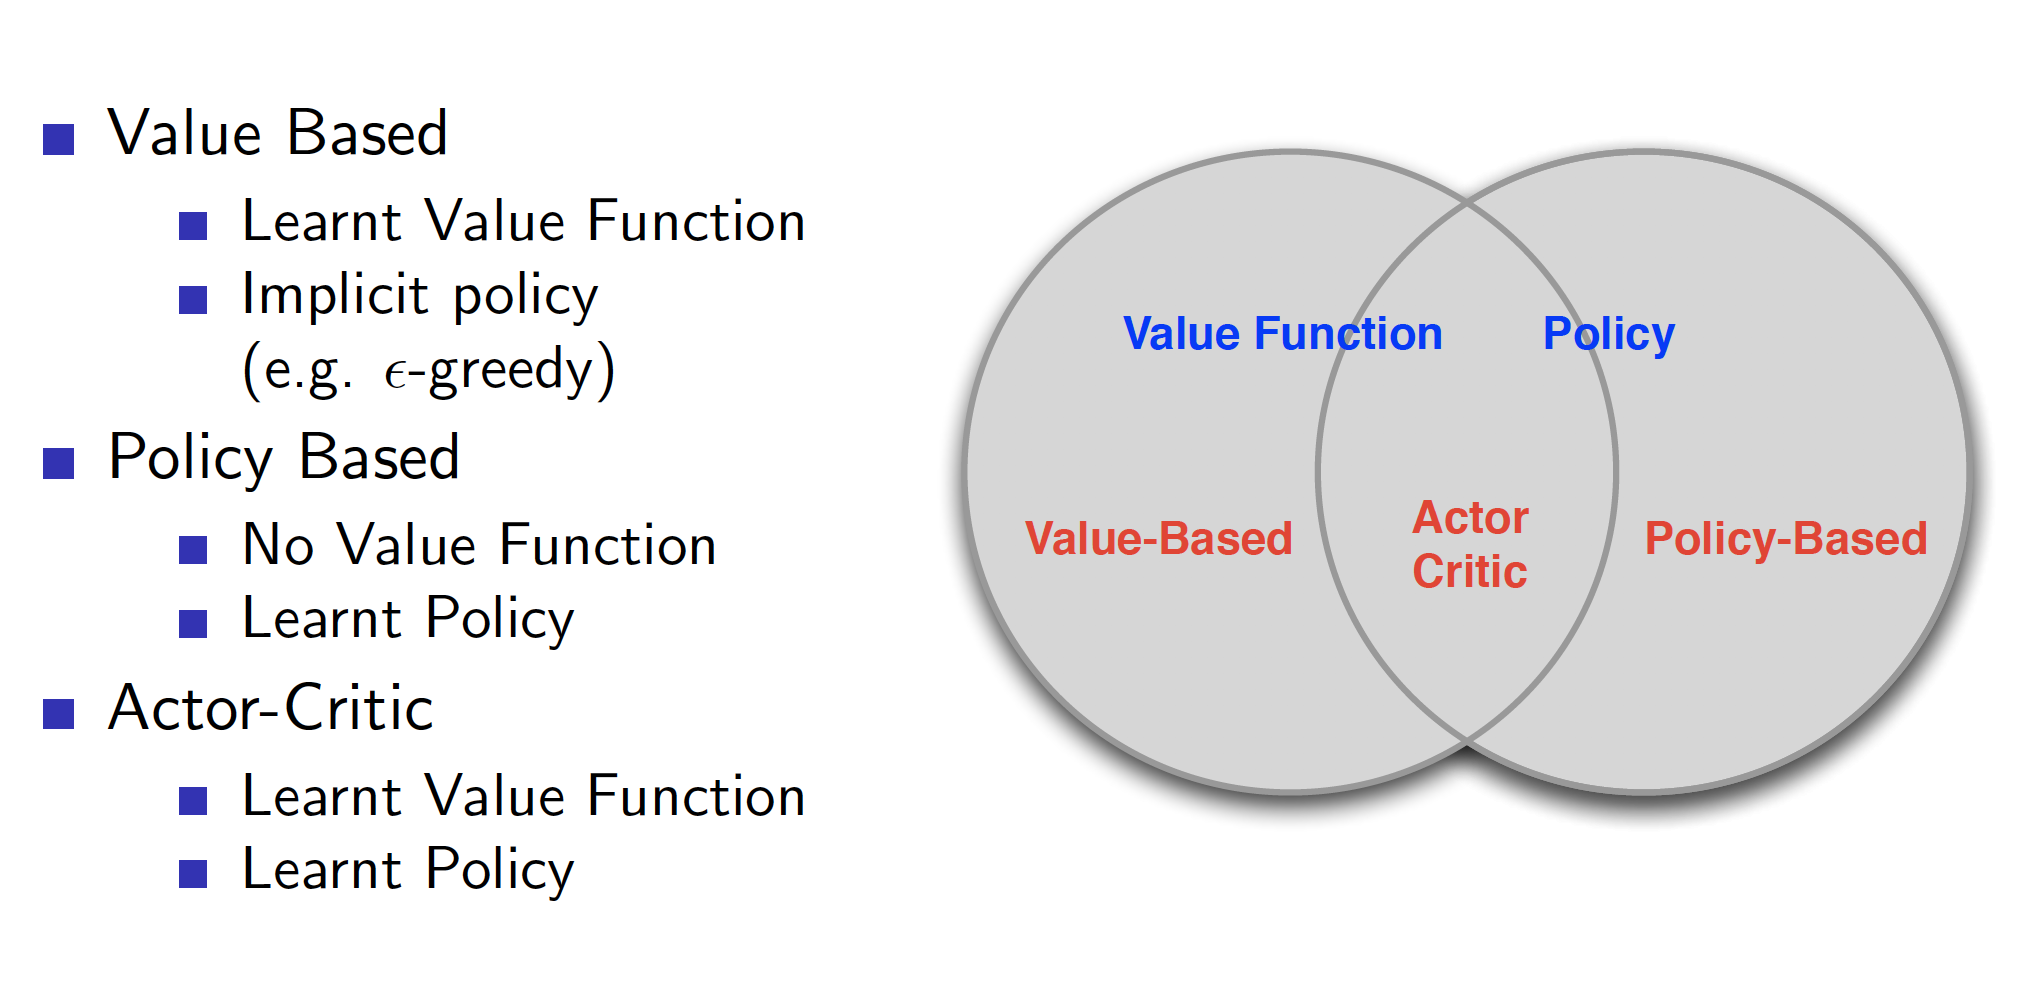 Value Based
Learnt Value Function
Implicit policy
(e.g. ϵ-greedy)
Policy Based
No Value Function
Learnt Policy
Actor-Critic
Learnt Value Function
Learnt Policy
Value Function
Policy
Value-Based
Actor
Critic
Policy-Based